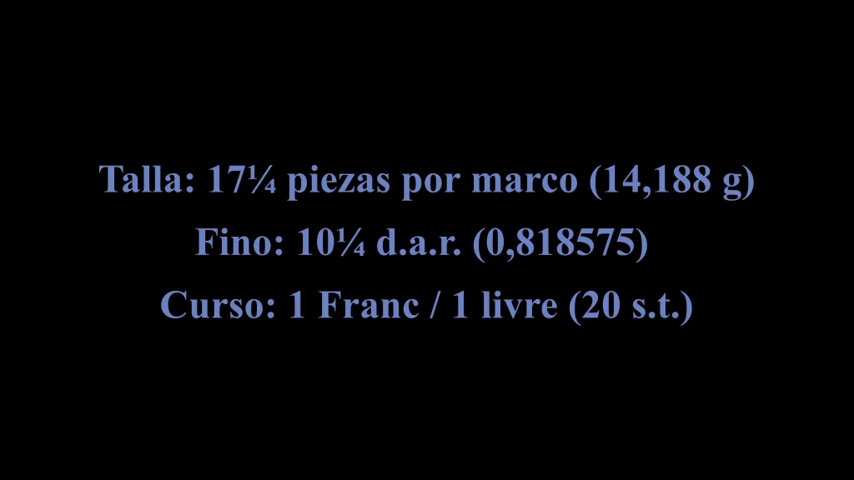 Talla: 17¼ piezas por marco (14,188 g)
Fino: 10¼ d.a.r. (0,818575)
Curso: 1 Franc / 1 livre (20 s.t.)